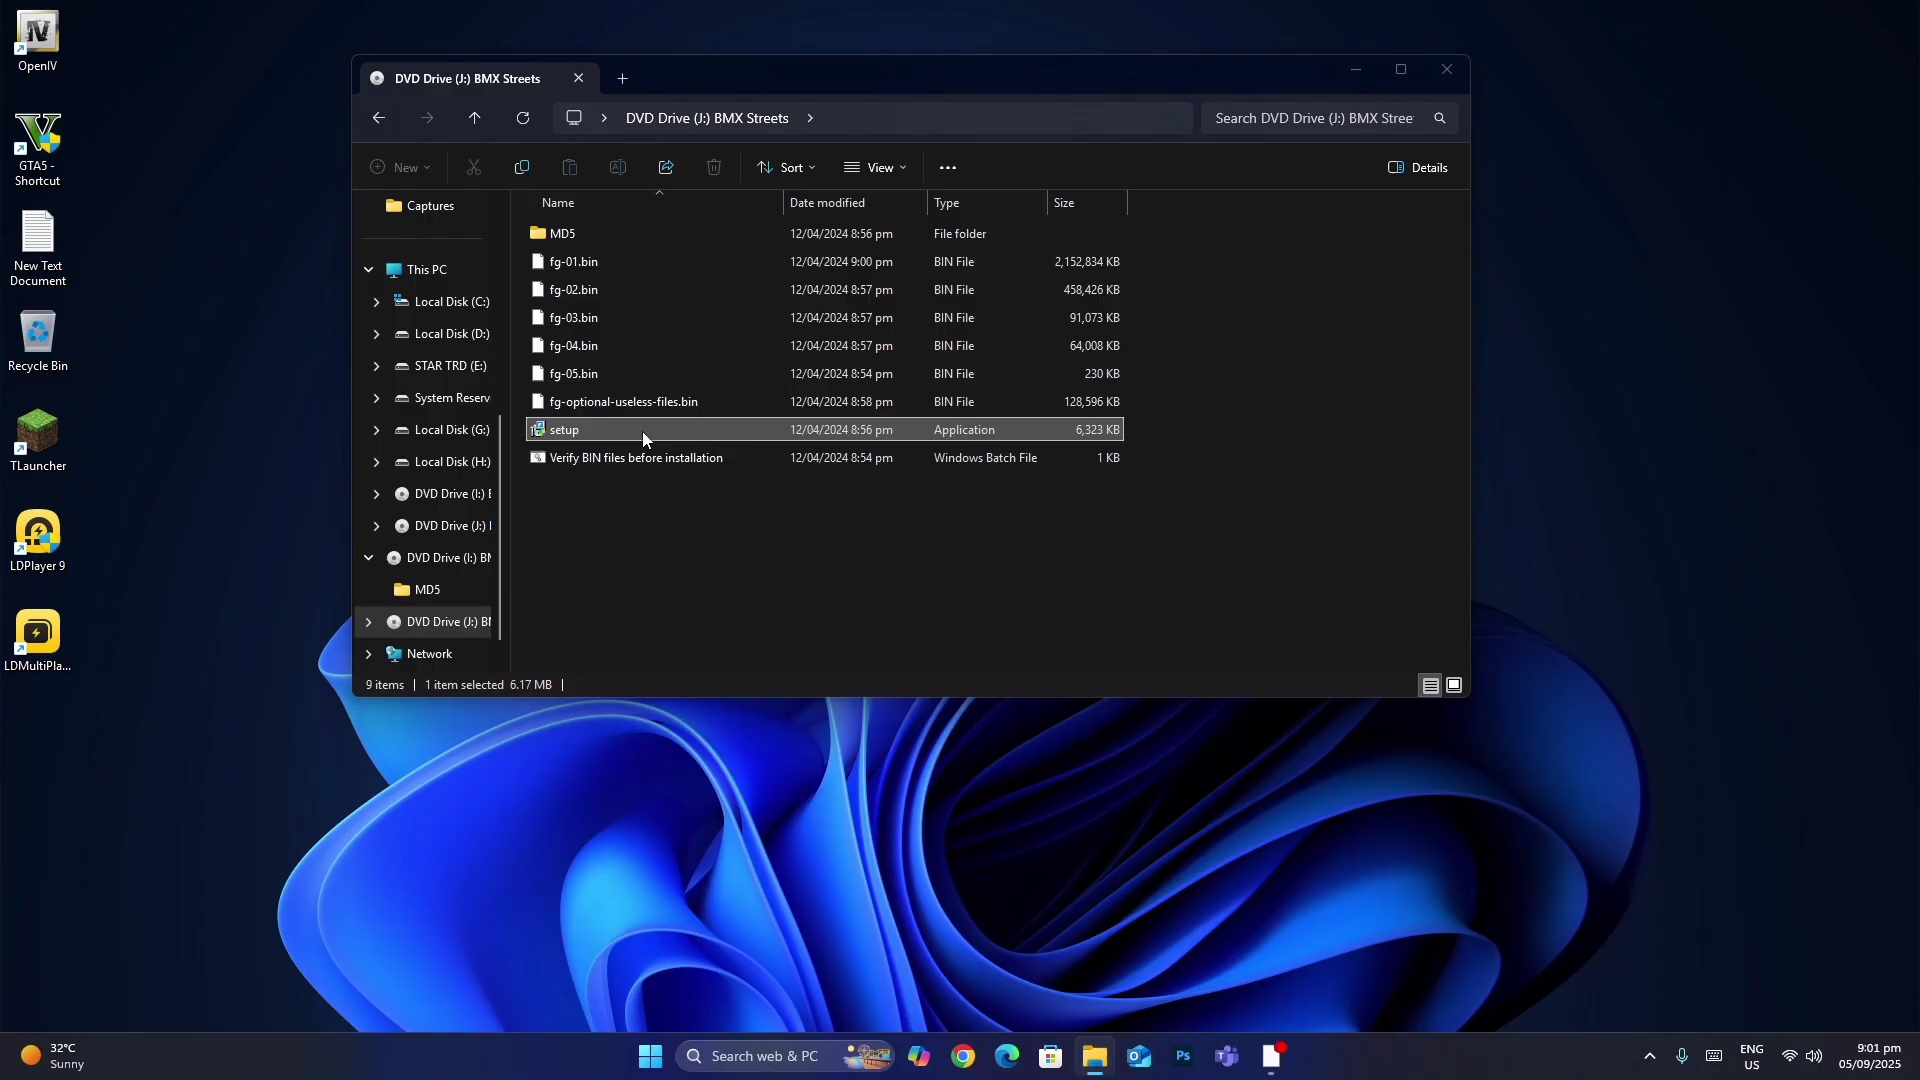 OpenIV
GTA5 -
Shortcut
New Text
Document
Recycle Bin
TLauncher
LDPlayer 9
LDMultiPla...
DVD Drive (J:) BMX Streets
DVD Drive (J:) BMX Streets
Search DVD Drive (J:) BMX Stree
New
Sort
View
Details
Captures
This PC
Local Disk (C:)
Local Disk (D:)
STAR TRD (E:)
System Reserv
Local Disk (G:)
Local Disk (H:)
DVD Drive (I:) B
DVD Drive (J:) I
DVD Drive (I:) BM
MD5
DVD Drive (J:) BM
Network
Name Date modified Type Size
MD5 12/04/2024 8:56 pm File folder
fg-01.bin 12/04/2024 9:00 pm BIN File 2,152,834 KB
fg-02.bin 12/04/2024 8:57 pm BIN File 458,426 KB
fg-03.bin 12/04/2024 8:57 pm BIN File 91,073 KB
fg-04.bin 12/04/2024 8:57 pm BIN File 64,008 KB
fg-05.bin 12/04/2024 8:54 pm BIN File 230 KB
fg-optional-useless-files.bin 12/04/2024 8:58 pm BIN File 128,596 KB
setup 12/04/2024 8:56 pm Application 6,323 KB
Verify BIN files before installation 12/04/2024 8:54 pm Windows Batch File 1 KB
9 items 1 item selected 6.17 MB
32°C
Sunny
Search web & PC
Ps
ENG
US
9:01 pm
05/09/2025